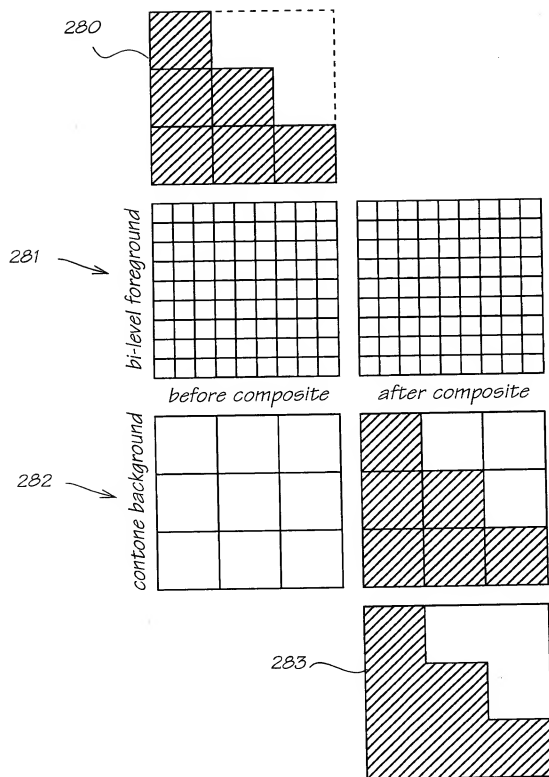 280
281
bi-level foreground
before composite
after composite
282
contone background
283